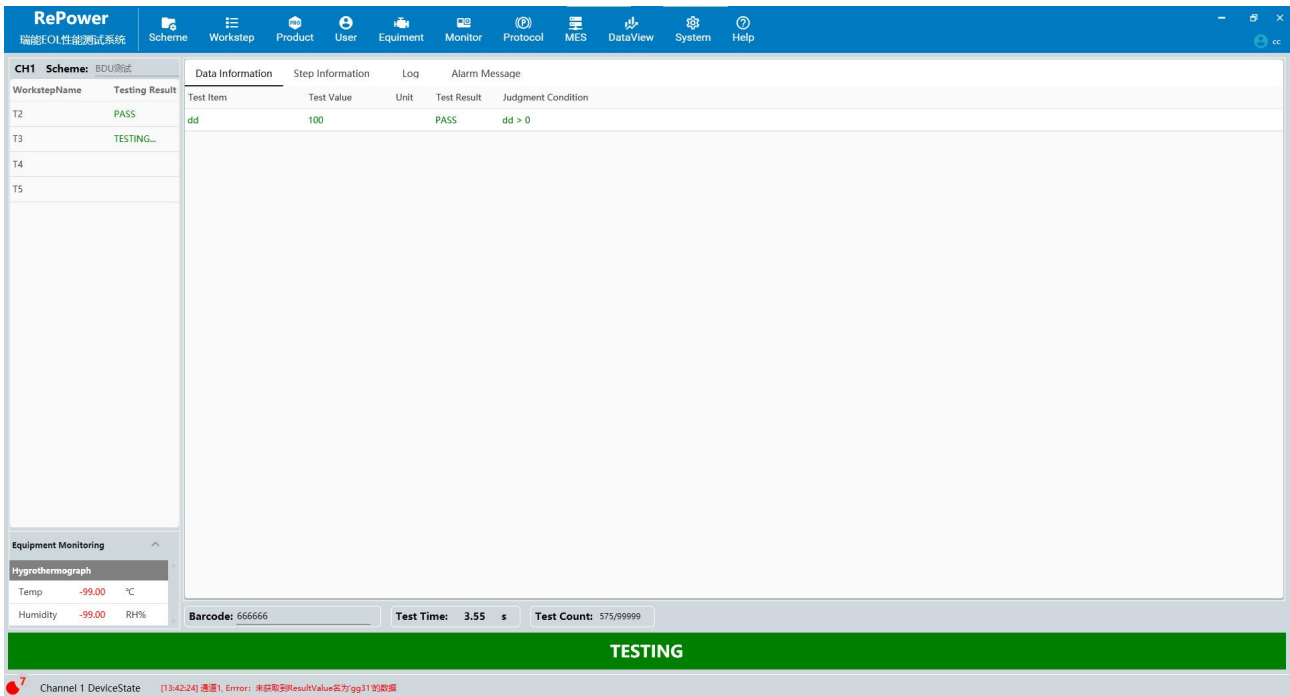 RePower
瑞能EOL性能测试系统
Scheme Workstep Product User Equiment Monitor Protocol MES DataView System Help
cc
CH1 Scheme: BDU测试
WorkstepName Testing Result
T2 PASS
T3 TESTING...
T4
T5
Data Information Step Information Log Alarm Message
Test Item Test Value Unit Test Result Judgment Condition
dd 100 PASS dd > 0
Equipment Monitoring
Hygrothermograph
Temp -99.00 ℃
Humidity -99.00 RH%
Barcode: 666666 Test Time: 3.55 s Test Count: 575/99999
TESTING
7 Channel 1 DeviceState [13:42:24] 通道1, Errror: 未获取到ResultValue名为'gg31'的数据